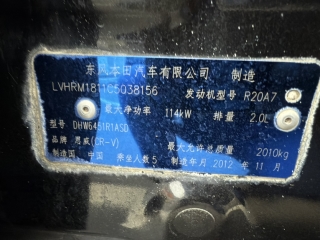 东风本田汽车有限公司 制造
LVHRM1811C5038156 发动机型号 R20A7
最大净功率 114kW 排量 2.0L
型号 DHW6451R1ASD
品牌 思威(CR-V) 最大允许总质量 2010kg
国 中国 乘坐人数 5 制造年月 2012 年 11 月